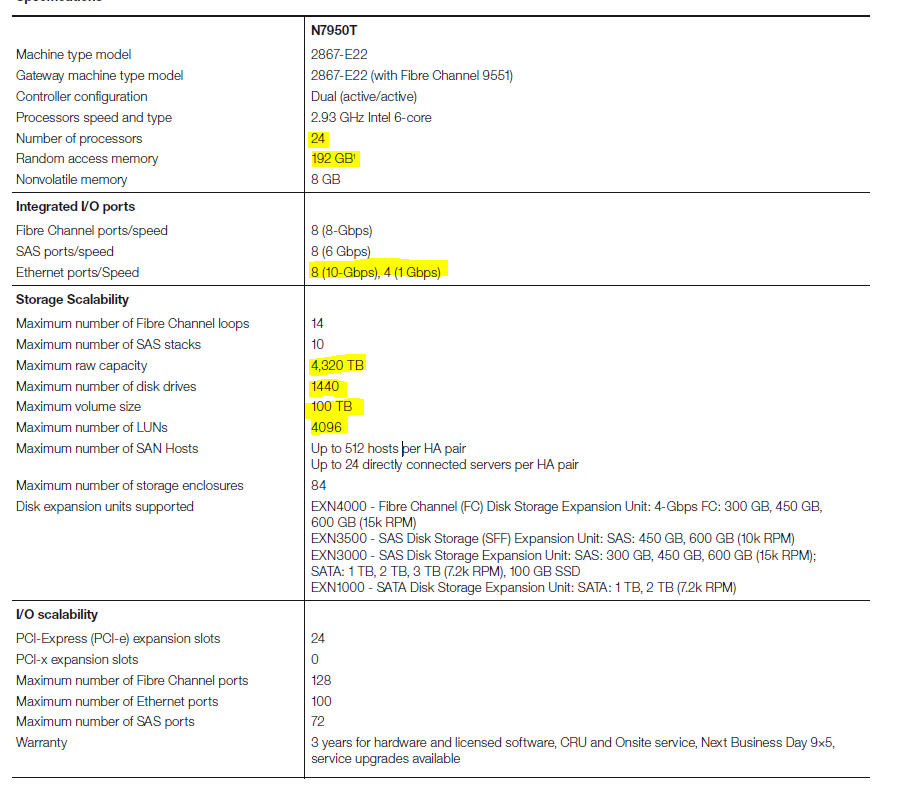 Specifications
N7950T
Machine type model 2867-E22
Gateway machine type model 2867-E22 (with Fibre Channel 9551)
Controller configuration Dual (active/active)
Processors speed and type 2.93 GHz Intel 6-core
Number of processors 24
Random access memory 192 GB¹
Nonvolatile memory 8 GB
Integrated I/O ports
Fibre Channel ports/speed 8 (8-Gbps)
SAS ports/speed 8 (6 Gbps)
Ethernet ports/Speed 8 (10-Gbps), 4 (1 Gbps)
Storage Scalability
Maximum number of Fibre Channel loops 14
Maximum number of SAS stacks 10
Maximum raw capacity 4,320 TB
Maximum number of disk drives 1440
Maximum volume size 100 TB
Maximum number of LUNs 4096
Maximum number of SAN Hosts Up to 512 hosts per HA pair
Up to 24 directly connected servers per HA pair
Maximum number of storage enclosures 84
Disk expansion units supported EXN4000 - Fibre Channel (FC) Disk Storage Expansion Unit: 4-Gbps FC: 300 GB, 450 GB,
600 GB (15k RPM)
EXN3500 - SAS Disk Storage (SFF) Expansion Unit: SAS: 450 GB, 600 GB (10k RPM)
EXN3000 - SAS Disk Storage Expansion Unit: SAS: 300 GB, 450 GB, 600 GB (15k RPM);
SATA: 1 TB, 2 TB, 3 TB (7.2k RPM), 100 GB SSD
EXN1000 - SATA Disk Storage Expansion Unit: SATA: 1 TB, 2 TB (7.2k RPM)
I/O scalability
PCI-Express (PCI-e) expansion slots 24
PCI-x expansion slots 0
Maximum number of Fibre Channel ports 128
Maximum number of Ethernet ports 100
Maximum number of SAS ports 72
Warranty 3 years for hardware and licensed software, CRU and Onsite service, Next Business Day 9×5,
service upgrades available